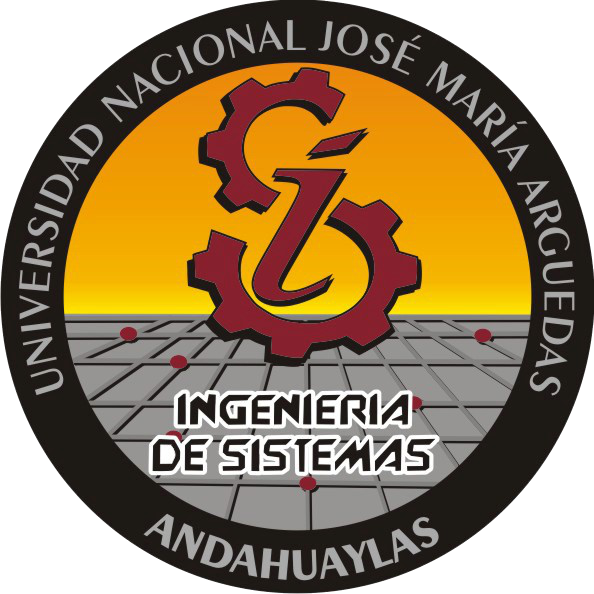 UNIVERSIDAD NACIONAL JOSÉ MARÍA ARGUEDAS
i
INGENIERIA
DE SISTEMAS
ANDAHUAYLAS